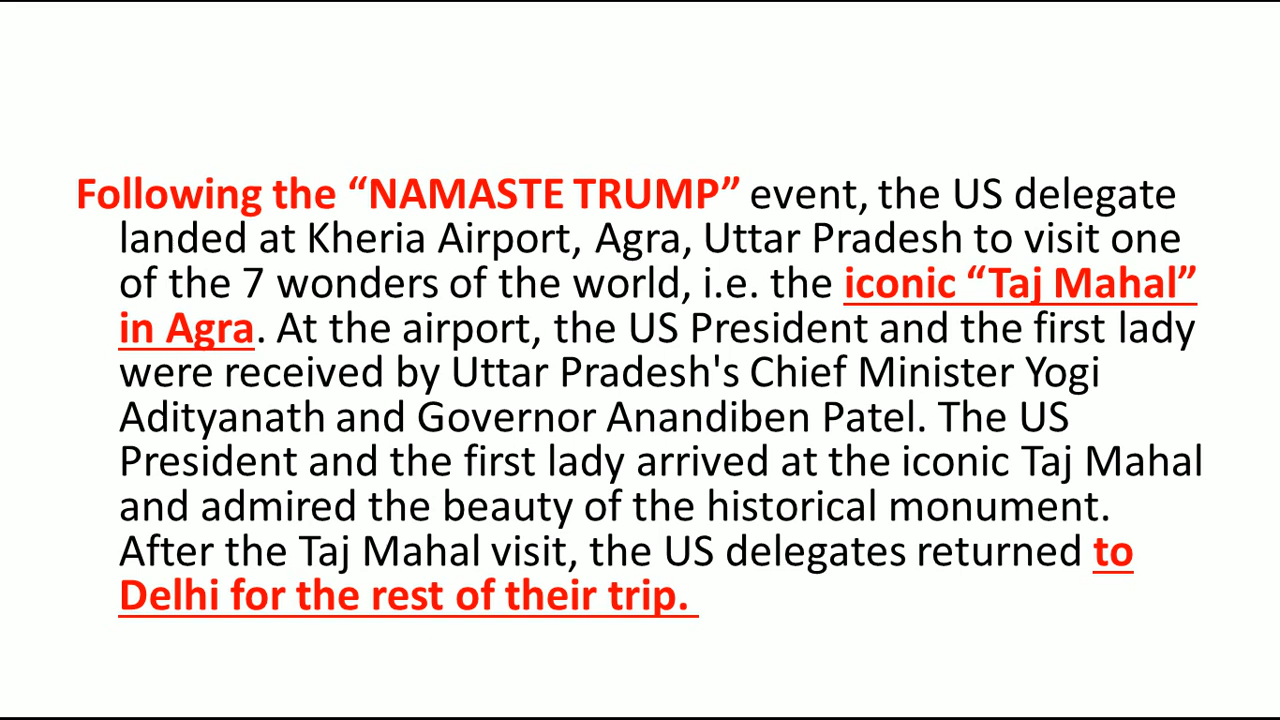 Following the “NAMASTE TRUMP” event, the US delegate
landed at Kheria Airport, Agra, Uttar Pradesh to visit one
of the 7 wonders of the world, i.e. the iconic “Taj Mahal”
in Agra. At the airport, the US President and the first lady
were received by Uttar Pradesh's Chief Minister Yogi
Adityanath and Governor Anandiben Patel. The US
President and the first lady arrived at the iconic Taj Mahal
and admired the beauty of the historical monument.
After the Taj Mahal visit, the US delegates returned to
Delhi for the rest of their trip.